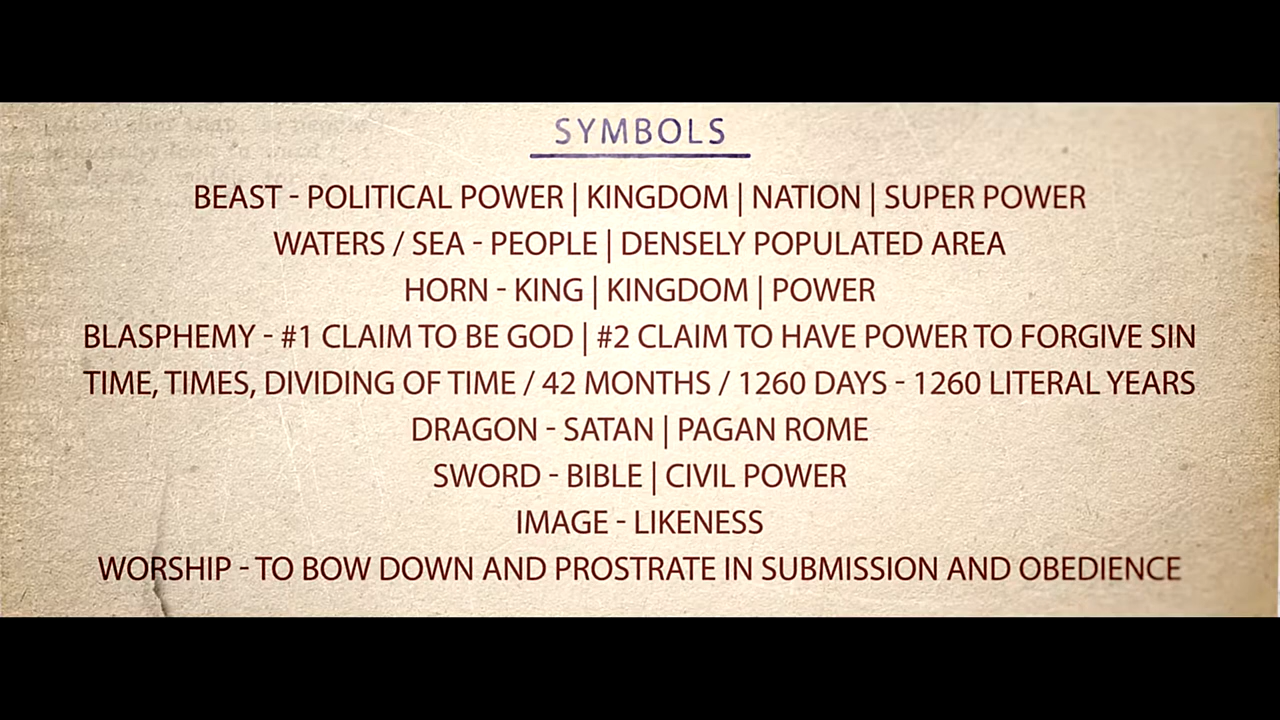 SYMBOLS
BEAST - POLITICAL POWER | KINGDOM | NATION | SUPER POWER
WATERS / SEA - PEOPLE | DENSELY POPULATED AREA
HORN - KING | KINGDOM | POWER
BLASPHEMY - #1 CLAIM TO BE GOD | #2 CLAIM TO HAVE POWER TO FORGIVE SIN
TIME, TIMES, DIVIDING OF TIME / 42 MONTHS / 1260 DAYS - 1260 LITERAL YEARS
DRAGON - SATAN | PAGAN ROME
SWORD - BIBLE | CIVIL POWER
IMAGE - LIKENESS
WORSHIP - TO BOW DOWN AND PROSTRATE IN SUBMISSION AND OBEDIENCE